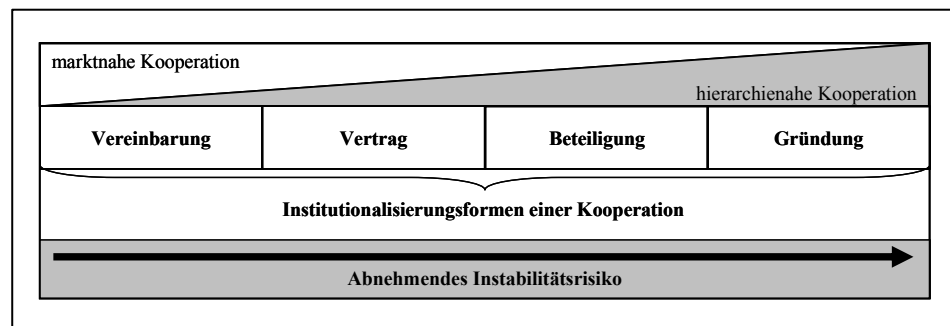 marktnahe Kooperation
hierarchienahe Kooperation
Vereinbarung
Vertrag
Beteiligung
Gründung
Institutionalisierungsformen einer Kooperation
Abnehmendes Instabilitätsrisiko